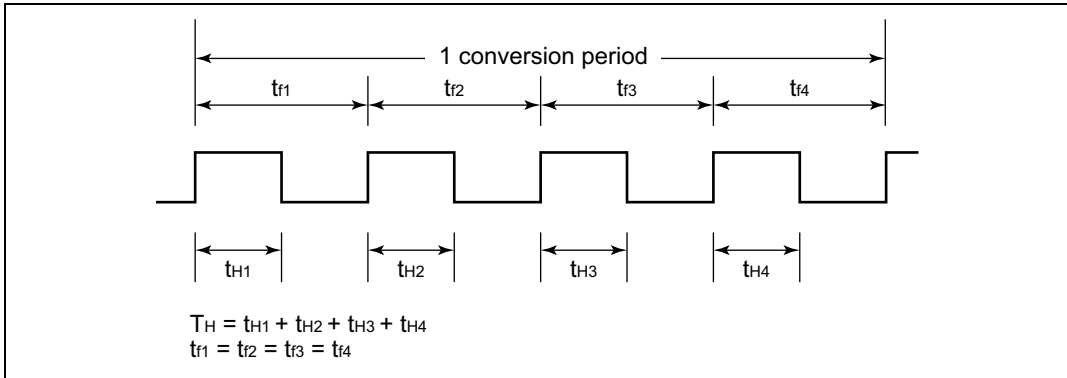 1 conversion period
tf1 tf2 tf3 tf4
tH1 tH2 tH3 tH4
TH = tH1 + tH2 + tH3 + tH4
tf1 = tf2 = tf3 = tf4